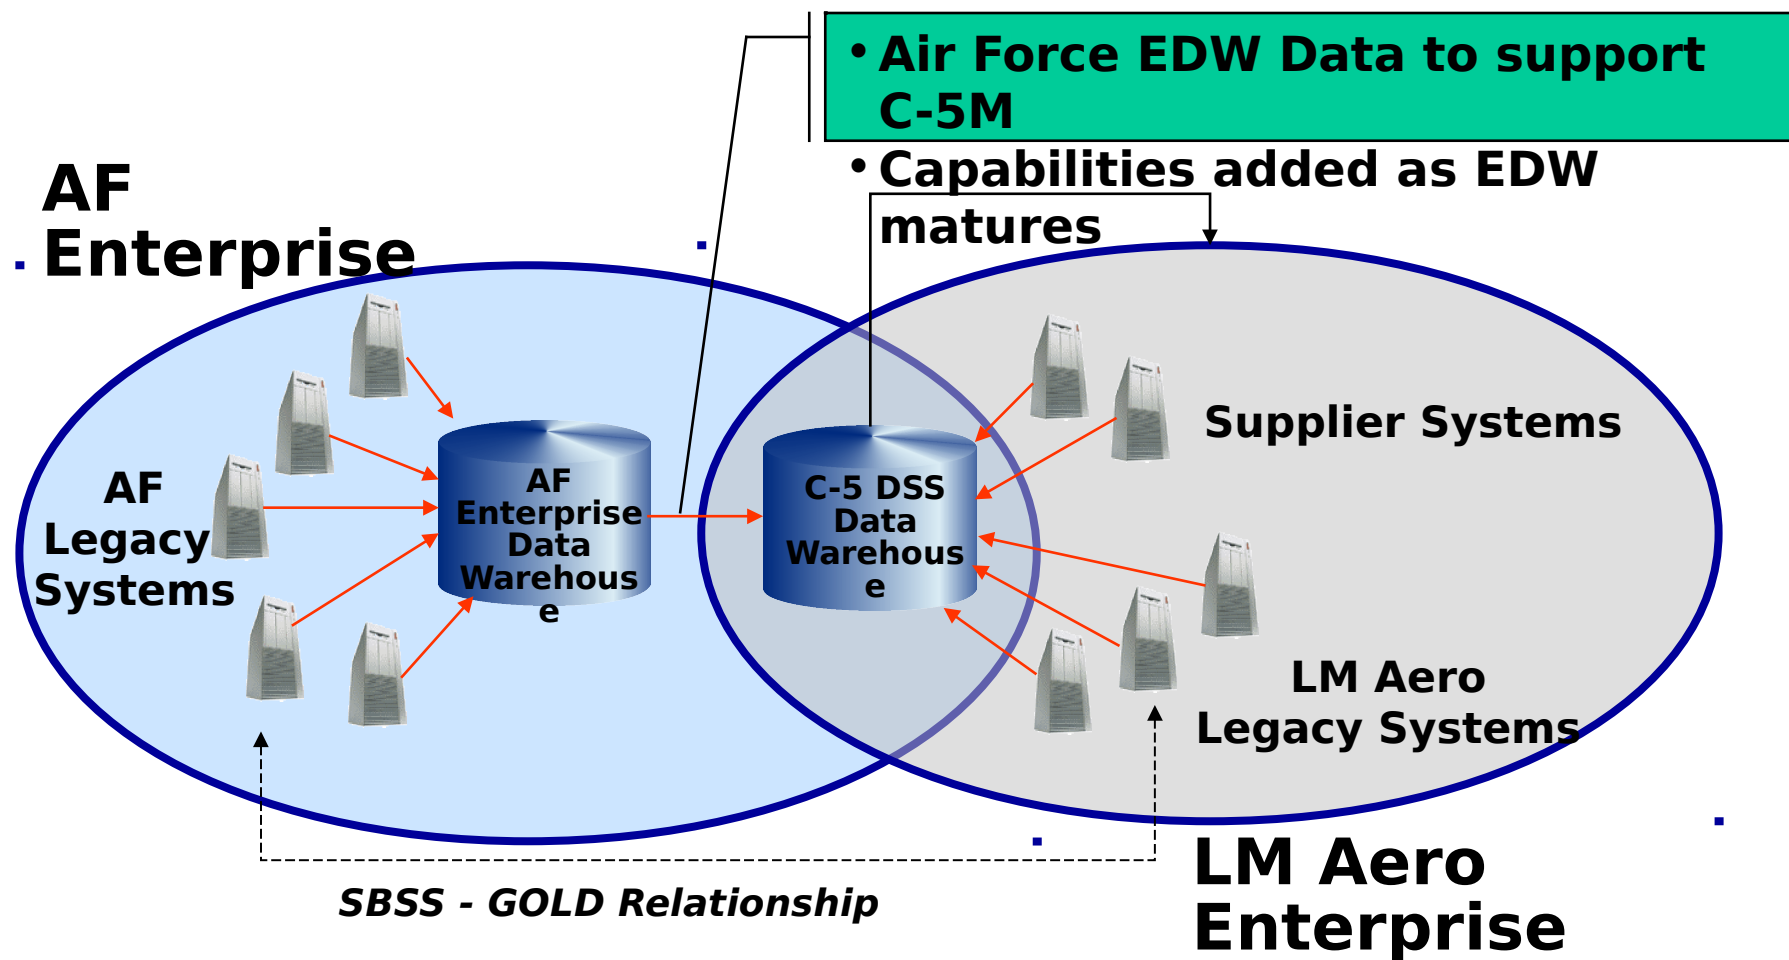 • Air Force EDW Data to support
C-5M
• Capabilities added as EDW
matures
AF
Enterprise
AF
Legacy
Systems
AF
Enterprise
Data
Warehous
e
C-5 DSS
Data
Warehous
e
Supplier Systems
LM Aero
Legacy Systems
LM Aero
Enterprise
SBSS - GOLD Relationship